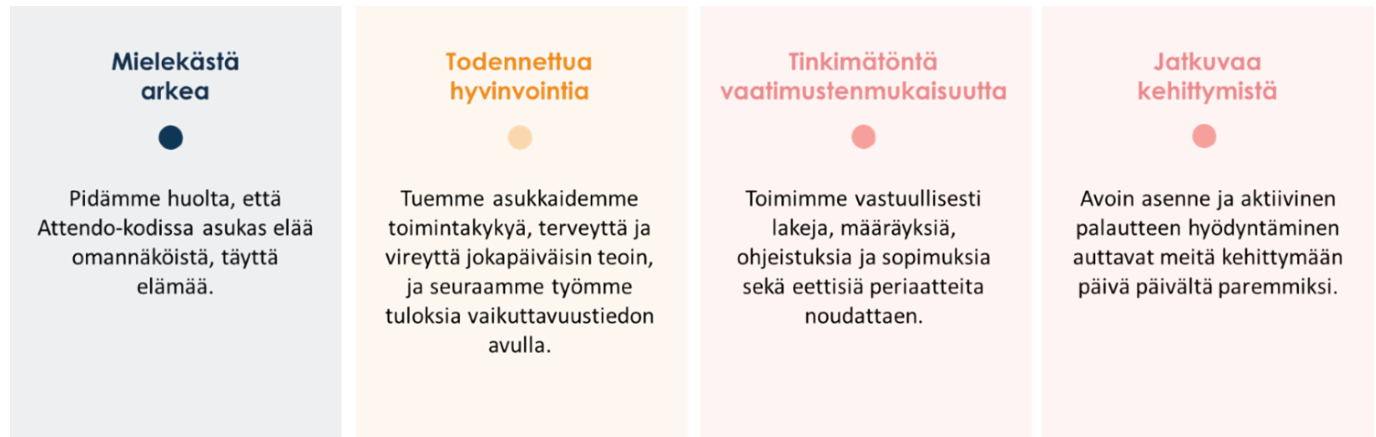 Mielekästä
arkea
Pidämme huolta, että
Attendo-kodissa asukas elää
omannäköistä, täyttä
elämää.
Todennettua
hyvinvointia
Tuemme asukkaidemme
toimintakykyä, terveyttä ja
vireyttä jokapäiväisin teoin,
ja seuraamme työmme
tuloksia vaikuttavuustiedon
avulla.
Tinkimätöntä
vaatimustenmukaisuutta
Toimimme vastuullisesti
lakeja, määräyksiä,
ohjeistuksia ja sopimuksia
sekä eettisiä periaatteita
noudattaen.
Jatkuvaa
kehittymistä
Avoin asenne ja aktiivinen
palautteen hyödyntäminen
auttavat meitä kehittymään
päivä päivältä paremmiksi.